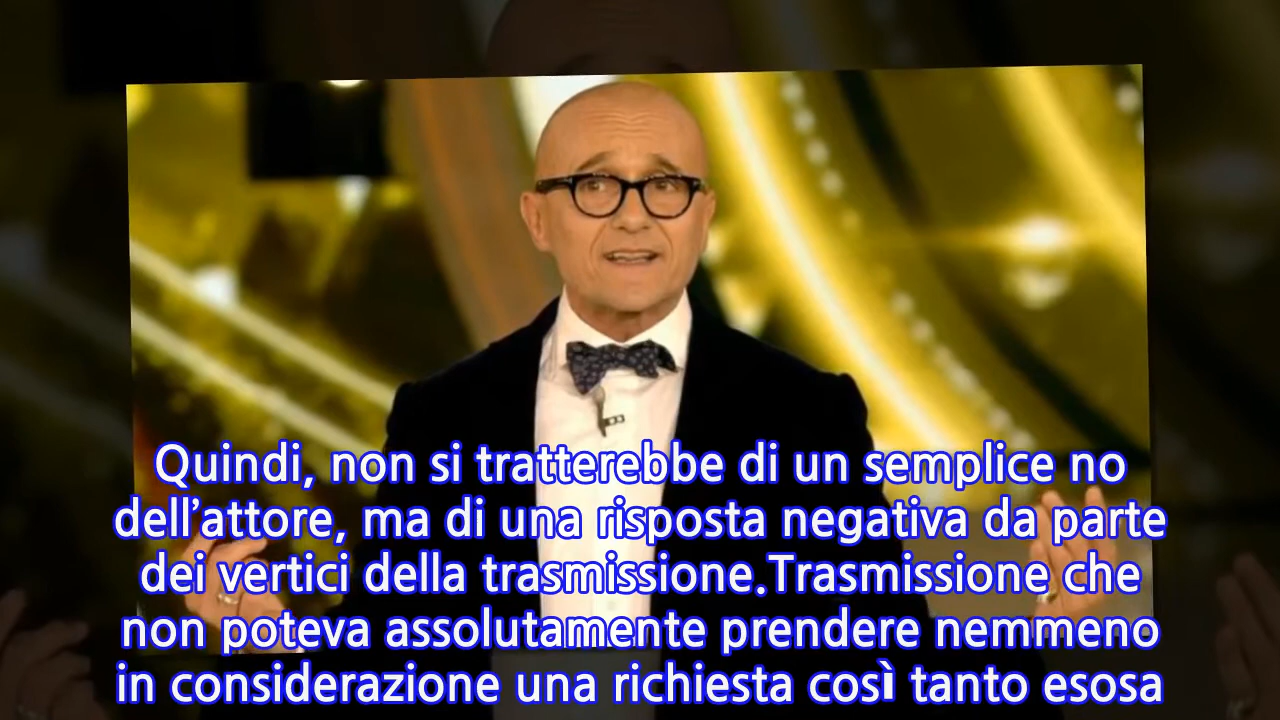 Quindi, non si tratterebbe di un semplice no
dell'attore, ma di una risposta negativa da parte
dei vertici della trasmissione.Trasmissione che
non poteva assolutamente prendere nemmeno
in considerazione una richiesta così tanto esosa